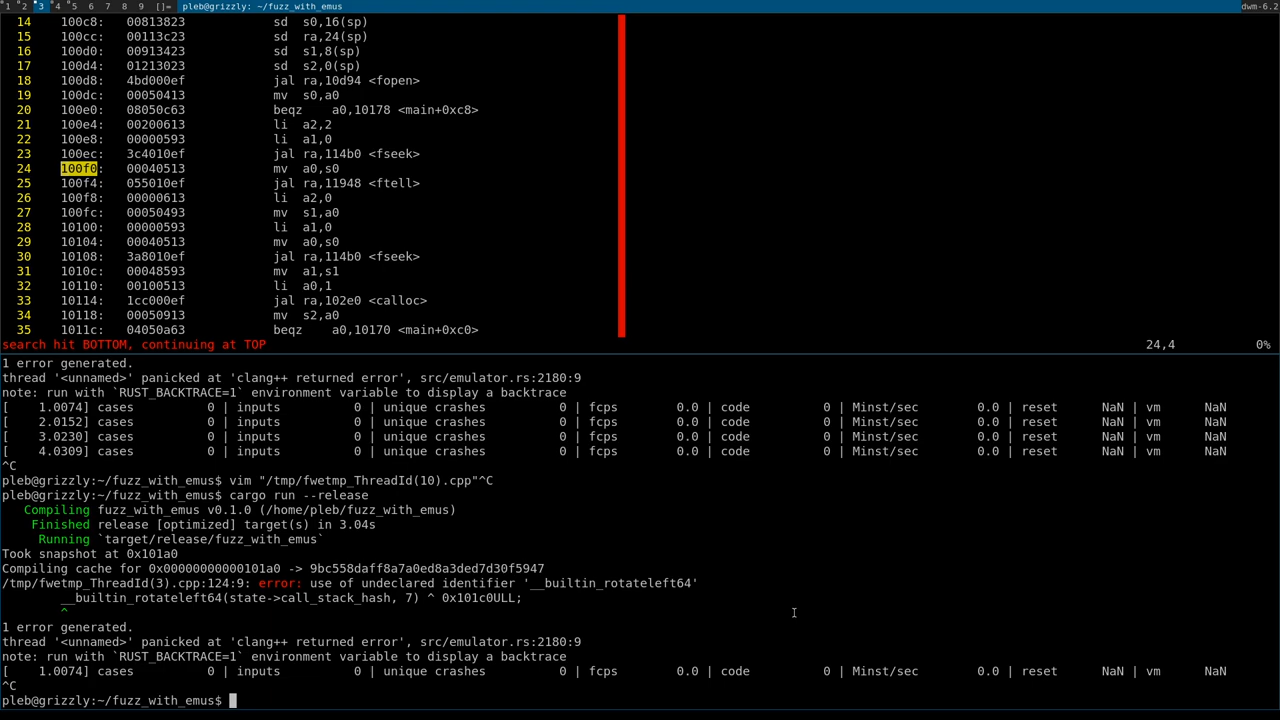 1 2 3 4 5 6 7 8 9 []= pleb@grizzly: ~/fuzz_with_emus dwm-6.2
14 100c8: 00813823 sd s0,16(sp)
15 100cc: 00113c23 sd ra,24(sp)
16 100d0: 00913423 sd s1,8(sp)
17 100d4: 01213023 sd s2,0(sp)
18 100d8: 4bd000ef jal ra,10d94 <fopen>
19 100dc: 00050413 mv s0,a0
20 100e0: 08050c63 beqz a0,10178 <main+0xc8>
21 100e4: 00200613 li a2,2
22 100e8: 00000593 li a1,0
23 100ec: 3c4010ef jal ra,114b0 <fseek>
24 100f0: 00040513 mv a0,s0
25 100f4: 055010ef jal ra,11948 <ftell>
26 100f8: 00000613 li a2,0
27 100fc: 00050493 mv s1,a0
28 10100: 00000593 li a1,0
29 10104: 00040513 mv a0,s0
30 10108: 3a8010ef jal ra,114b0 <fseek>
31 1010c: 00048593 mv a1,s1
32 10110: 00100513 li a0,1
33 10114: 1cc000ef jal ra,102e0 <calloc>
34 10118: 00050913 mv s2,a0
35 1011c: 04050a63 beqz a0,10170 <main+0xc0>
search hit BOTTOM, continuing at TOP 24,4 0%
1 error generated.
thread '<unnamed>' panicked at 'clang++ returned error', src/emulator.rs:2180:9
note: run with `RUST_BACKTRACE=1` environment variable to display a backtrace
[ 1.0074] cases 0 | inputs 0 | unique crashes 0 | fcps 0.0 | code 0 | Minst/sec 0.0 | reset NaN | vm NaN
[ 2.0152] cases 0 | inputs 0 | unique crashes 0 | fcps 0.0 | code 0 | Minst/sec 0.0 | reset NaN | vm NaN
[ 3.0230] cases 0 | inputs 0 | unique crashes 0 | fcps 0.0 | code 0 | Minst/sec 0.0 | reset NaN | vm NaN
[ 4.0309] cases 0 | inputs 0 | unique crashes 0 | fcps 0.0 | code 0 | Minst/sec 0.0 | reset NaN | vm NaN
^C
pleb@grizzly:~/fuzz_with_emus$ vim "/tmp/fwetmp_ThreadId(10).cpp"^C
pleb@grizzly:~/fuzz_with_emus$ cargo run --release
Compiling fuzz_with_emus v0.1.0 (/home/pleb/fuzz_with_emus)
Finished release [optimized] target(s) in 3.04s
Running `target/release/fuzz_with_emus`
Took snapshot at 0x101a0
Compiling cache for 0x00000000000101a0 -> 9bc558daff8a7a0ed8a3ded7d30f5947
/tmp/fwetmp_ThreadId(3).cpp:124:9: error: use of undeclared identifier '__builtin_rotateleft64'
__builtin_rotateleft64(state->call_stack_hash, 7) ^ 0x101c0ULL;
^
1 error generated.
thread '<unnamed>' panicked at 'clang++ returned error', src/emulator.rs:2180:9
note: run with `RUST_BACKTRACE=1` environment variable to display a backtrace
[ 1.0074] cases 0 | inputs 0 | unique crashes 0 | fcps 0.0 | code 0 | Minst/sec 0.0 | reset NaN | vm NaN
^C
pleb@grizzly:~/fuzz_with_emus$